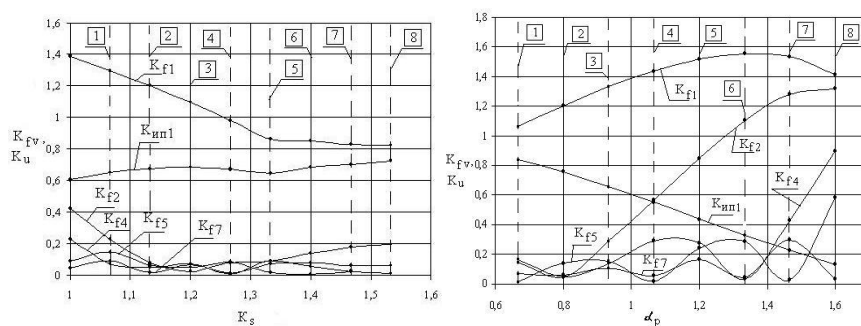 1 2 4 6 7 8
3 5
1,4
1,2
1
0,8
0,6
0,4
0,2
0
K_fv,
K_u
K_f1
K_ип1
K_f2
K_f4
K_f5
K_f7
1 1,1 1,2 1,3 1,4 1,5 1,6
K_s
1 2 4 5 7 8
3
6
1,8
1,6
1,4
1,2
1
0,8
0,6
0,4
0,2
0
K_fv,
K_u
K_f1
K_f2
K_f4
K_ип1
K_f5
K_f7
0,6 0,8 1 1,2 1,4 1,6
α_p